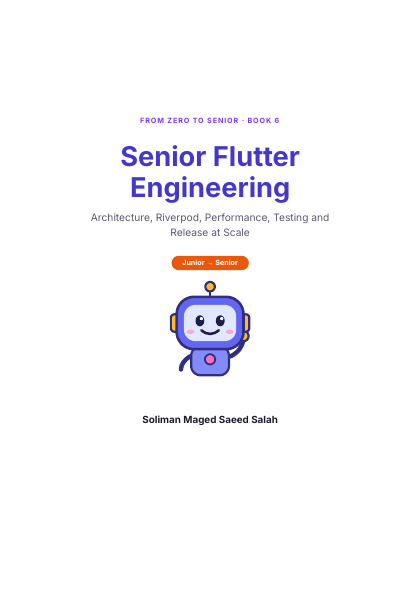 FROM ZERO TO SENIOR · BOOK 6
Senior Flutter
Engineering
Architecture, Riverpod, Performance, Testing and
Release at Scale
Junior → Senior
Soliman Maged Saeed Salah